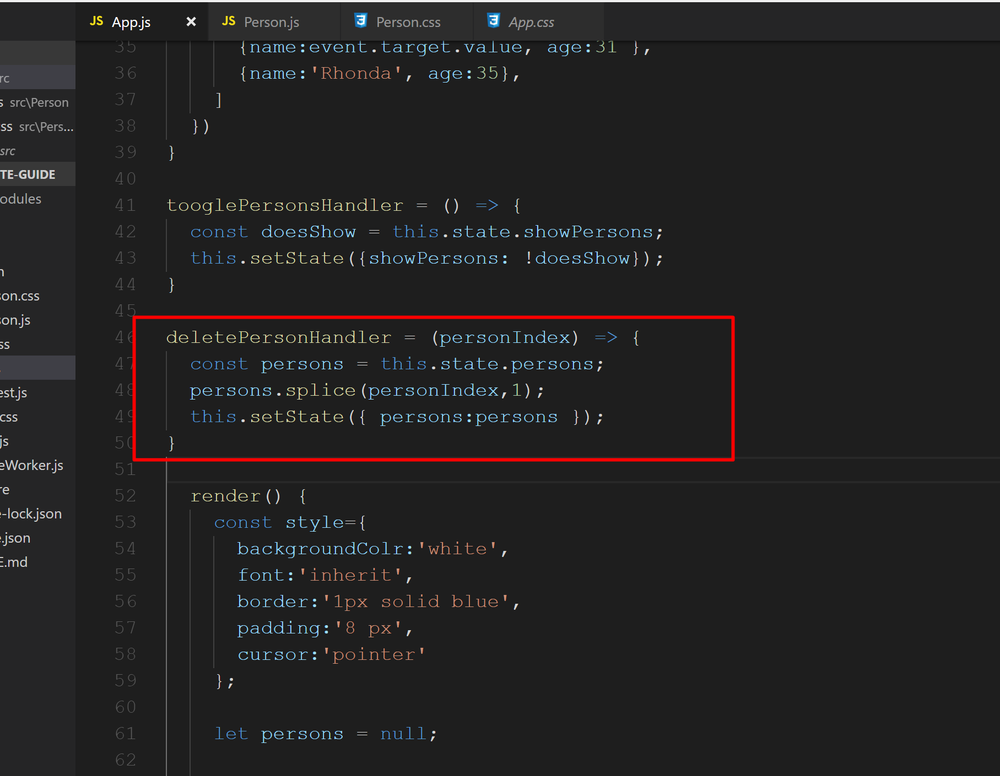 JS App.js × JS Person.js 3 Person.css 3 App.css
rc
s src\Person
ss src\Pers...
src
TE-GUIDE
odules
n
son.css
son.js
ss
est.js
css
js
eWorker.js
re
e-lock.json
e.json
E.md
35 {name:event.target.value, age:31 },
36 {name:'Rhonda', age:35},
37 ]
38 })
39 }
40
41 tooglePersonsHandler = () => {
42 const doesShow = this.state.showPersons;
43 this.setState({showPersons: !doesShow});
44 }
45
46 deletePersonHandler = (personIndex) => {
47 const persons = this.state.persons;
48 persons.splice(personIndex,1);
49 this.setState({ persons:persons });
50 }
51
52 render() {
53 const style={
54 backgroundColr:'white',
55 font:'inherit',
56 border:'1px solid blue',
57 padding:'8 px',
58 cursor:'pointer'
59 };
60
61 let persons = null;
62